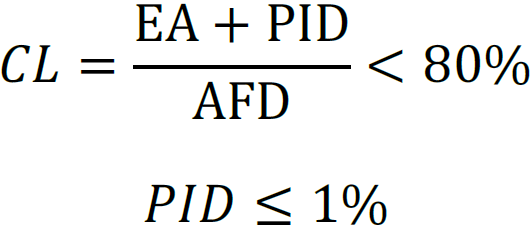 CL = (EA + PID) / AFD < 80%
PID ≤ 1%